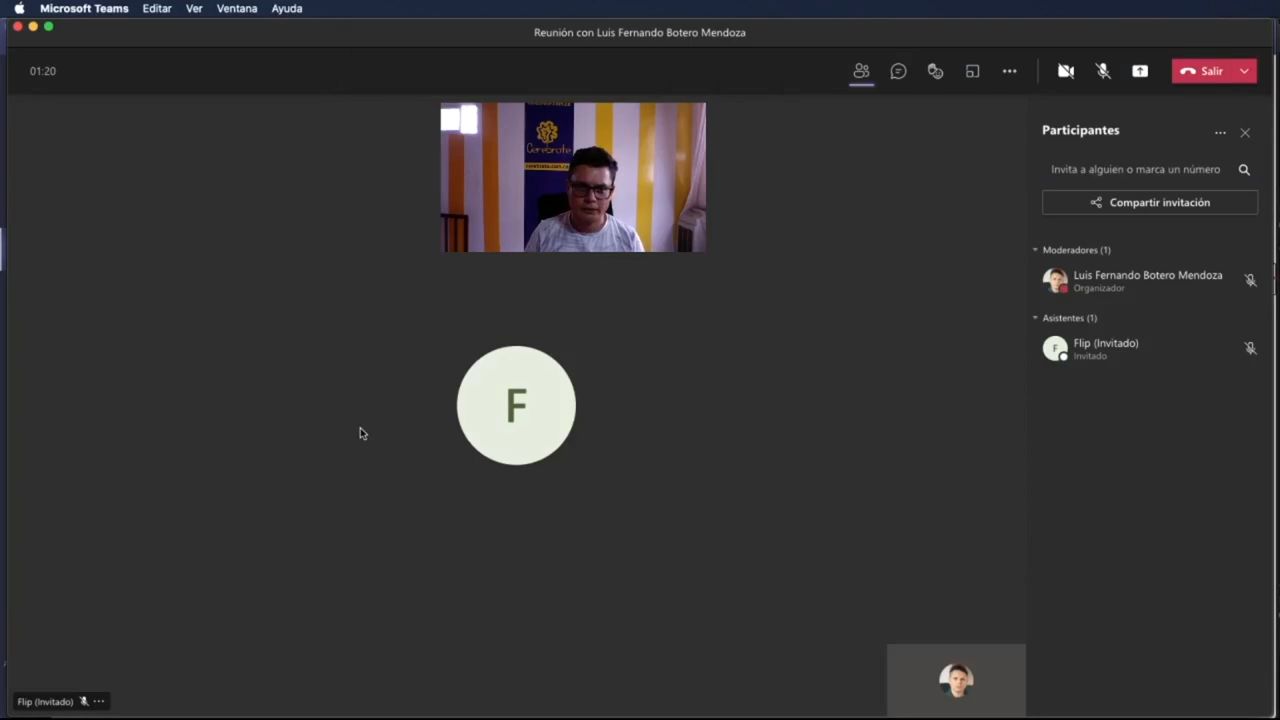 Microsoft Teams Editar Ver Ventana Ayuda
Reunión con Luis Fernando Botero Mendoza
01:20
Salir
Participantes
Invita a alguien o marca un número
Compartir invitación
Moderadores (1)
Luis Fernando Botero Mendoza
Organizador
Asistentes (1)
F
Flip (Invitado)
Invitado
Cerebrote
F
Flip (Invitado)